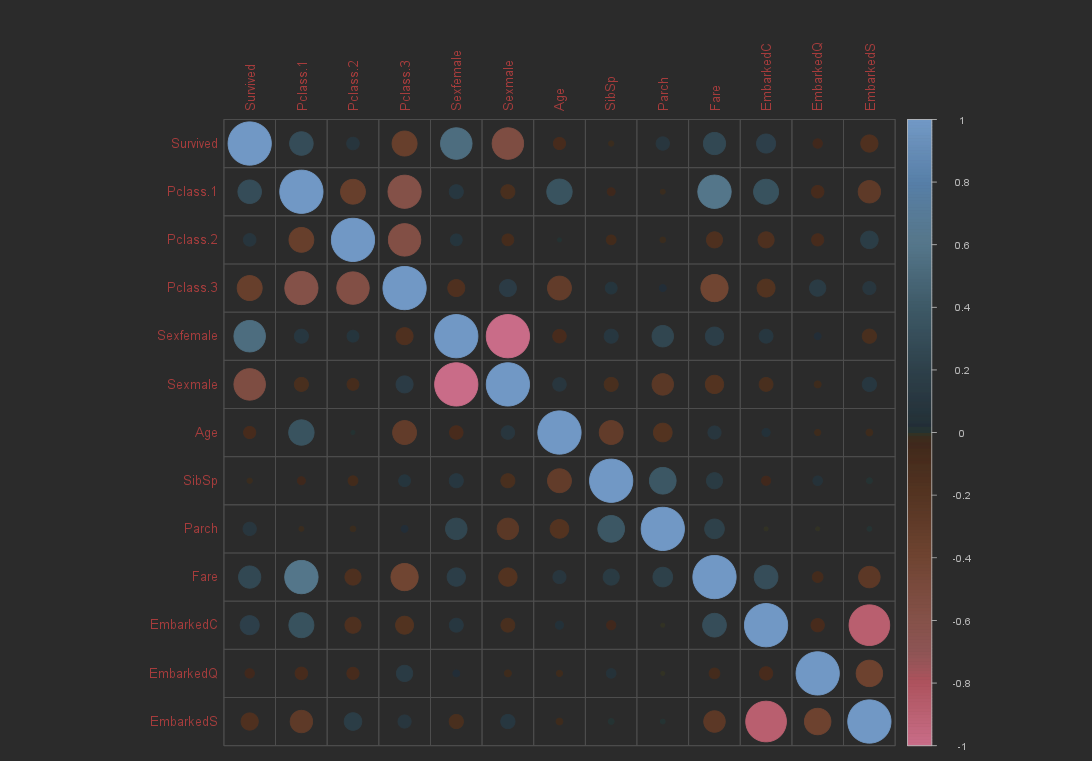 Survived
Pclass.1
Pclass.2
Pclass.3
Sexfemale
Sexmale
Age
SibSp
Parch
Fare
EmbarkedC
EmbarkedQ
EmbarkedS
Survived
Pclass.1
Pclass.2
Pclass.3
Sexfemale
Sexmale
Age
SibSp
Parch
Fare
EmbarkedC
EmbarkedQ
EmbarkedS
1
0.8
0.6
0.4
0.2
0
-0.2
-0.4
-0.6
-0.8
-1